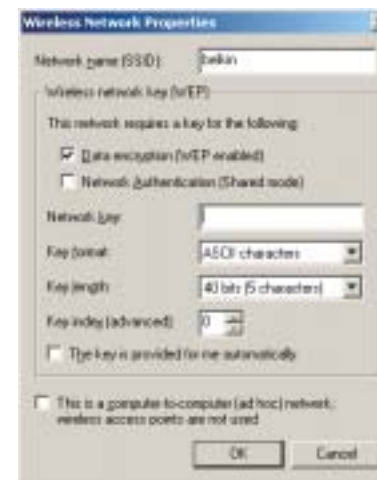 Wireless Network Properties
Network name (SSID): belkin
Wireless network key (WEP)
This network requires a key for the following:
Data encryption (WEP enabled)
Network Authentication (Shared mode)
Network key:
Key format: ASCII characters
Key length: 40 bits (5 characters)
Key index (advanced): 0
The key is provided for me automatically
This is a computer-to-computer (ad hoc) network;
wireless access points are not used
OK Cancel